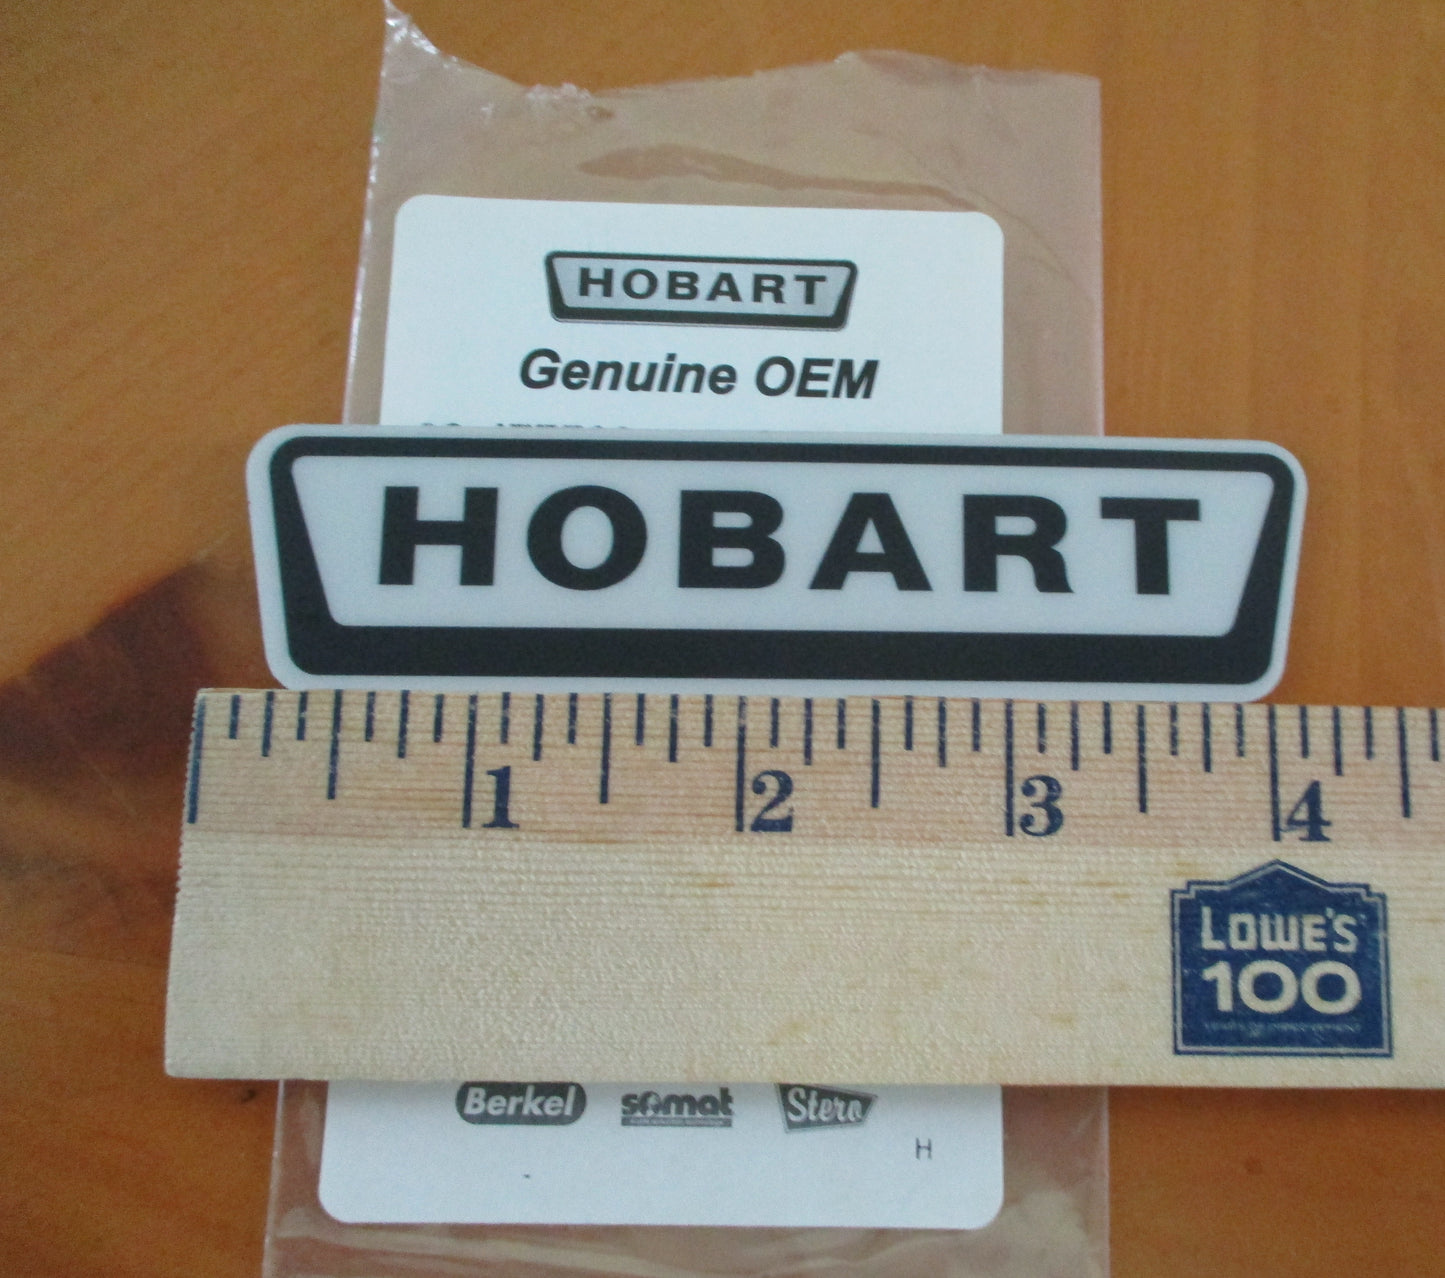 HOBART
Genuine OEM
HOBART
1 2 3 4
LOWE'S
100
Berkel somat Stero
H